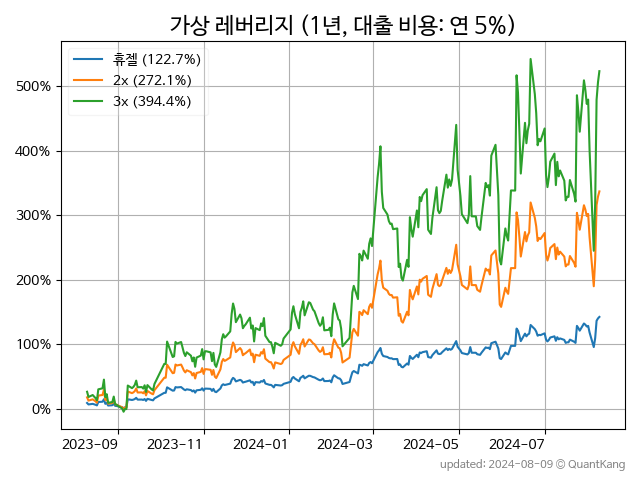 가상 레버리지 (1년, 대출 비용: 연 5%)
휴젤 (122.7%)
2x (272.1%)
3x (394.4%)
500%
400%
300%
200%
100%
0%
2023-09 2023-11 2024-01 2024-03 2024-05 2024-07
updated: 2024-08-09 © QuantKang